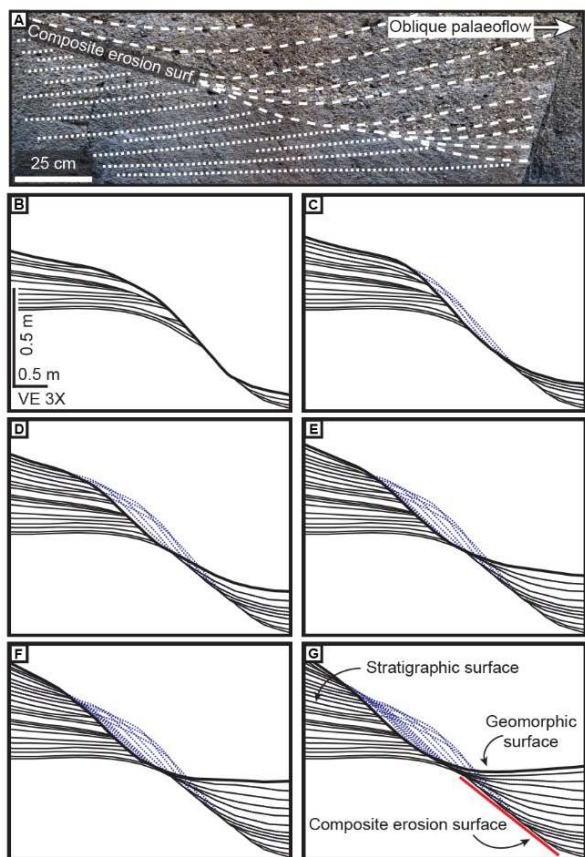 A
Composite erosion surf.
Oblique palaeoflow
25 cm
B
0.5 m
0.5 m
VE 3X
C
D
E
F
G
Stratigraphic surface
Geomorphic
surface
Composite erosion surface